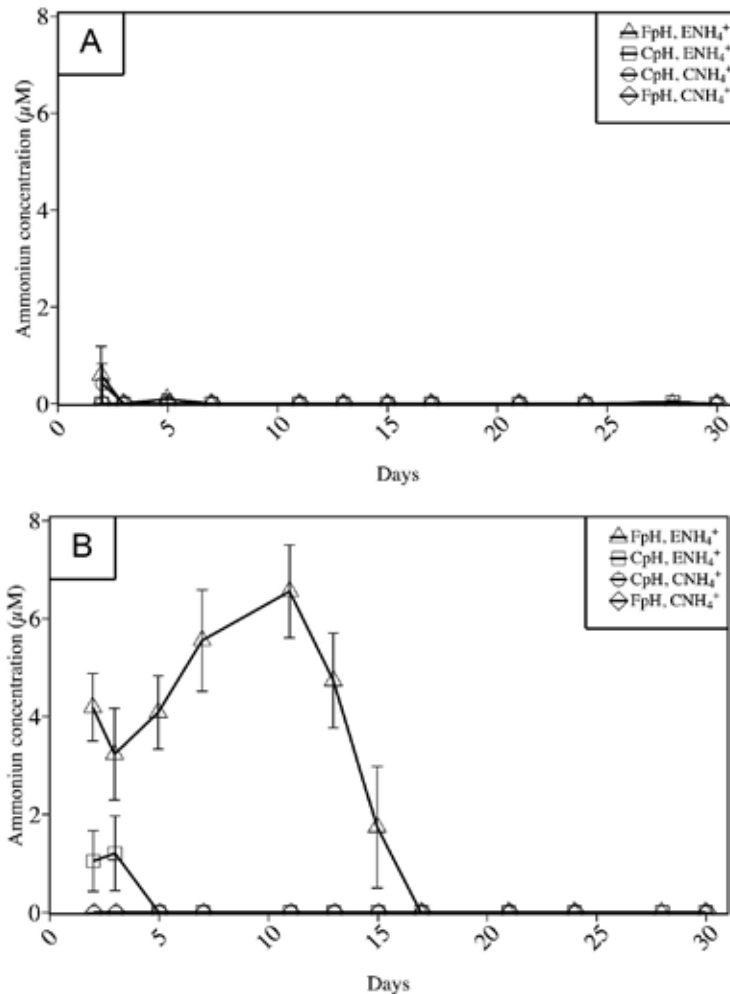 A
FpH, ENH₄⁺
CpH, ENH₄⁺
CpH, CNH₄⁺
FpH, CNH₄⁺
Ammoniun concentration (µM)
8
6
4
2
0
0 5 10 15 20 25 30
Days
B
FpH, ENH₄⁺
CpH, ENH₄⁺
CpH, CNH₄⁺
FpH, CNH₄⁺
Ammoniun concentration (µM)
8
6
4
2
0
0 5 10 15 20 25 30
Days